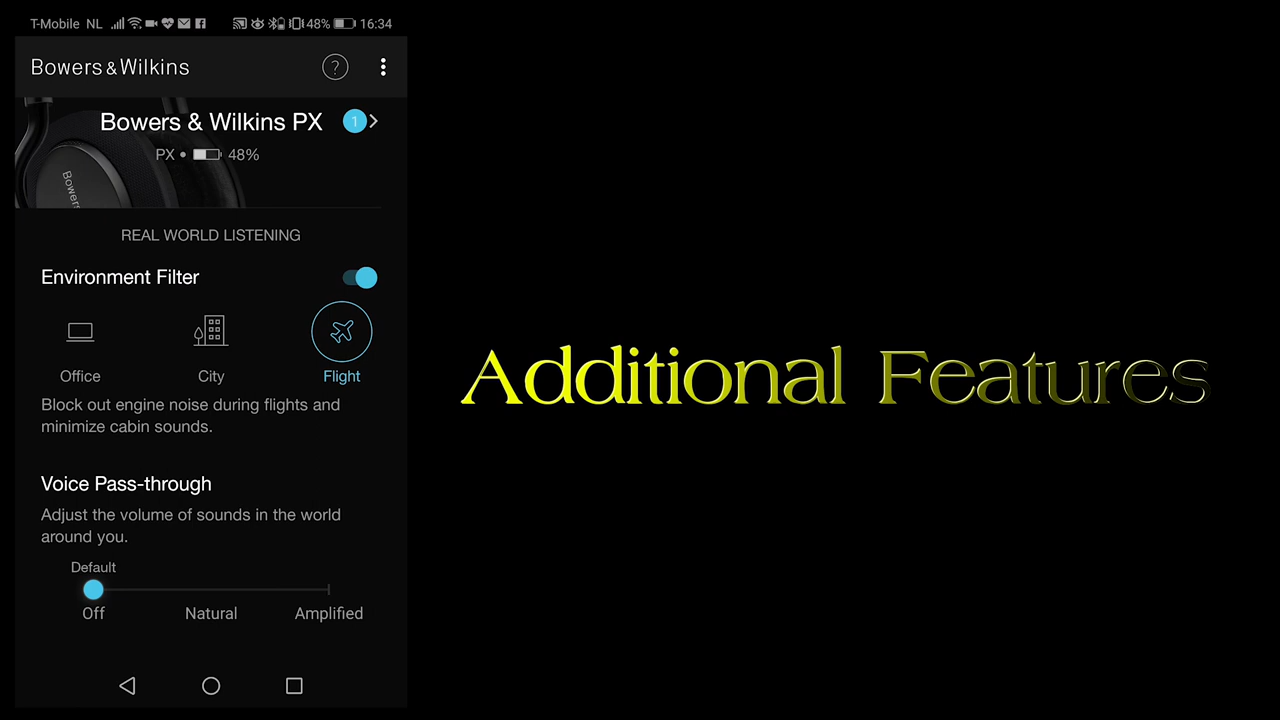 T-Mobile NL 48% 16:34
Bowers & Wilkins ?
Bowers & Wilkins PX 1
PX • 48%
Bowers
REAL WORLD LISTENING
Environment Filter
Office City Flight
Block out engine noise during flights and
minimize cabin sounds.
Voice Pass-through
Adjust the volume of sounds in the world
around you.
Default
Off Natural Amplified
Additional Features